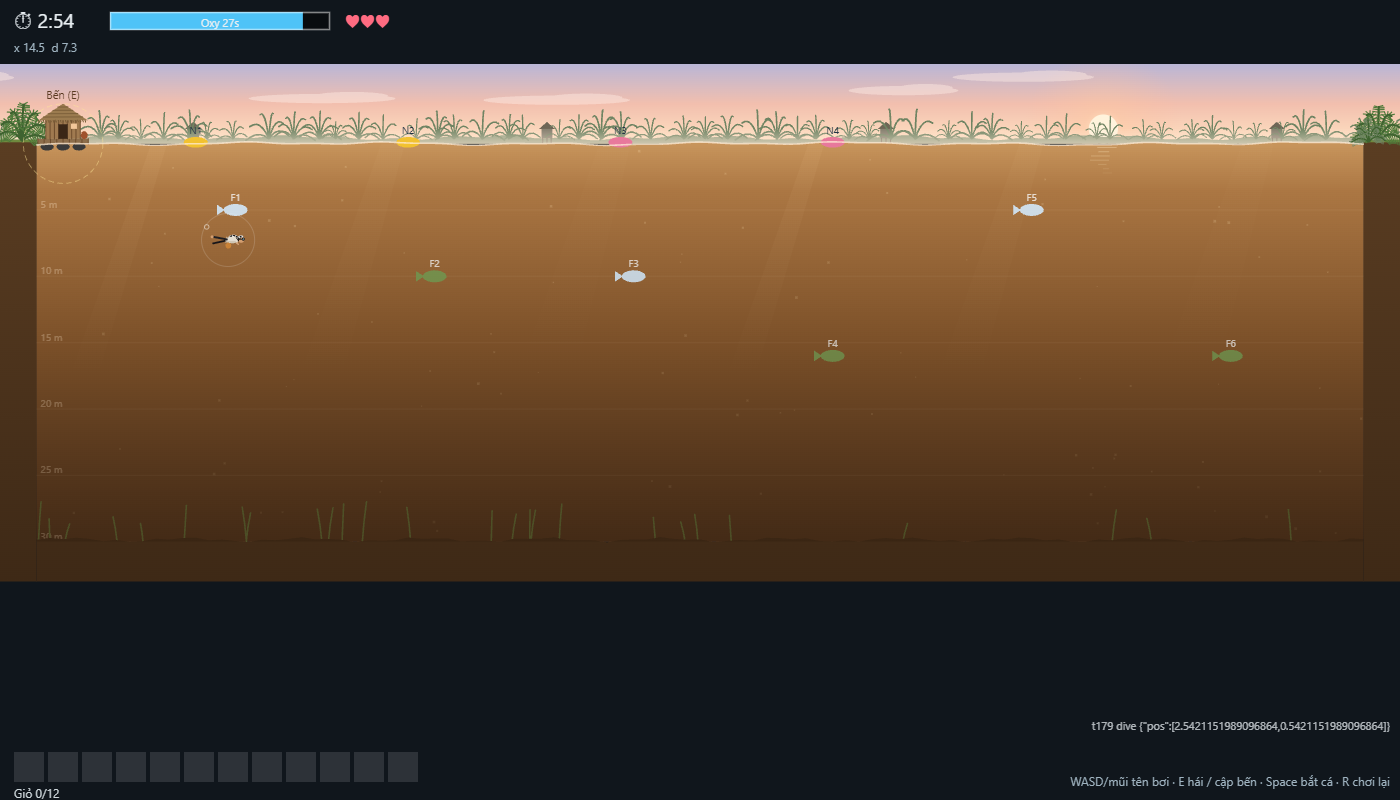 ⏱ 2:54
Oxy 27s
x 14.5 d 7.3
Bến (E)
N1
N2
N3
N4
F1
F5
5 m
F2
F3
10 m
15 m
F4
F6
20 m
25 m
30 m
t179 dive {"pos":[2.5421151989096864,0.5421151989096864]}
WASD/mũi tên bơi · E hái / cập bến · Space bắt cá · R chơi lại
Giỏ 0/12